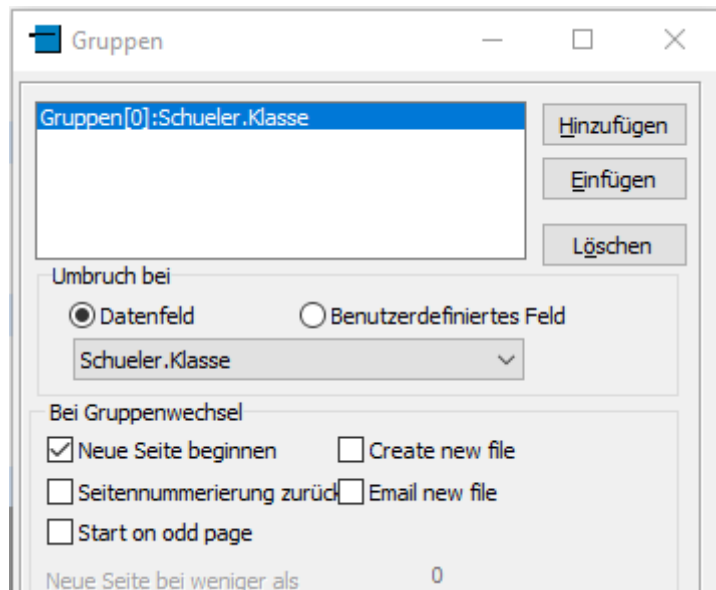 Gruppen
Gruppen[0]:Schueler.Klasse
Hinzufügen
Einfügen
Löschen
Umbruch bei
Datenfeld Benutzerdefiniertes Feld
Schueler.Klasse
Bei Gruppenwechsel
Neue Seite beginnen Create new file
Seitennummerierung zurück Email new file
Start on odd page
Neue Seite bei weniger als 0